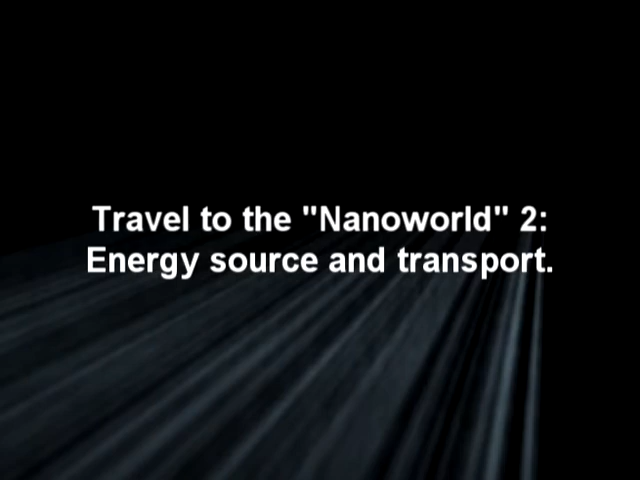 Travel to the "Nanoworld" 2:
Energy source and transport.